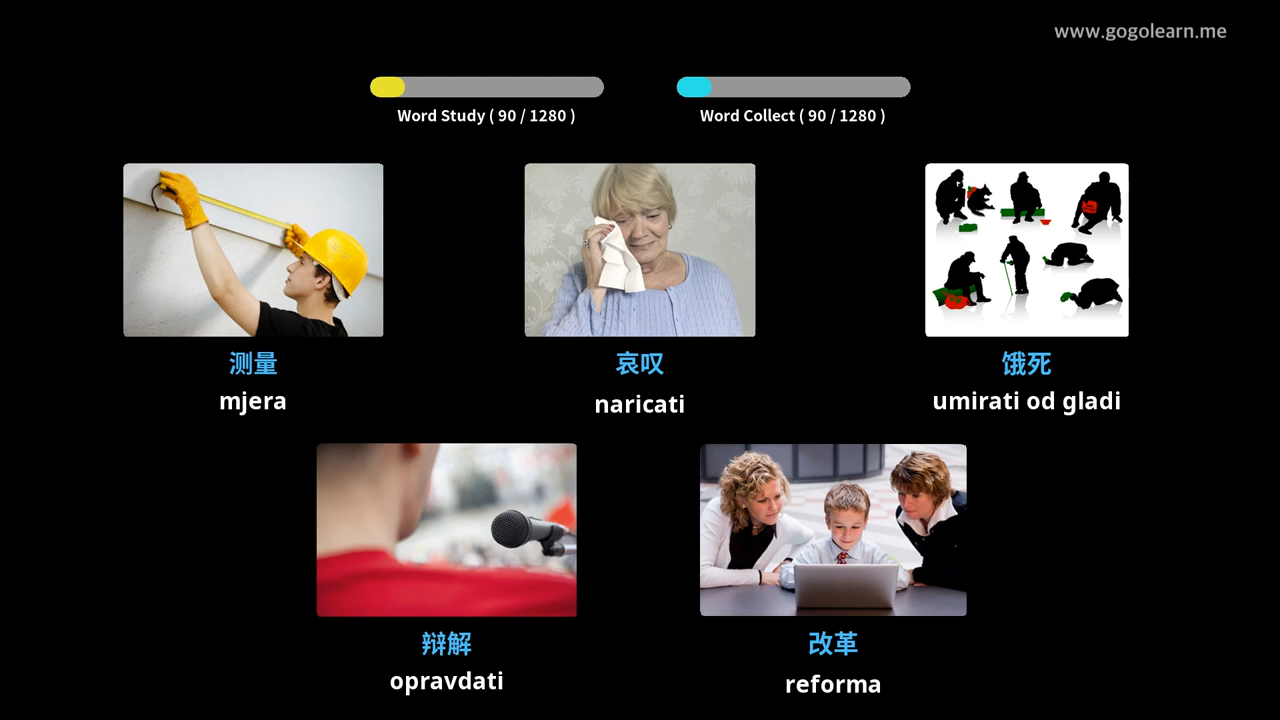 www.gogolearn.me
Word Study ( 90 / 1280 )
Word Collect ( 90 / 1280 )
测量
哀叹
饿死
mjera
naricati
umirati od gladi
辩解
改革
opravdati
reforma